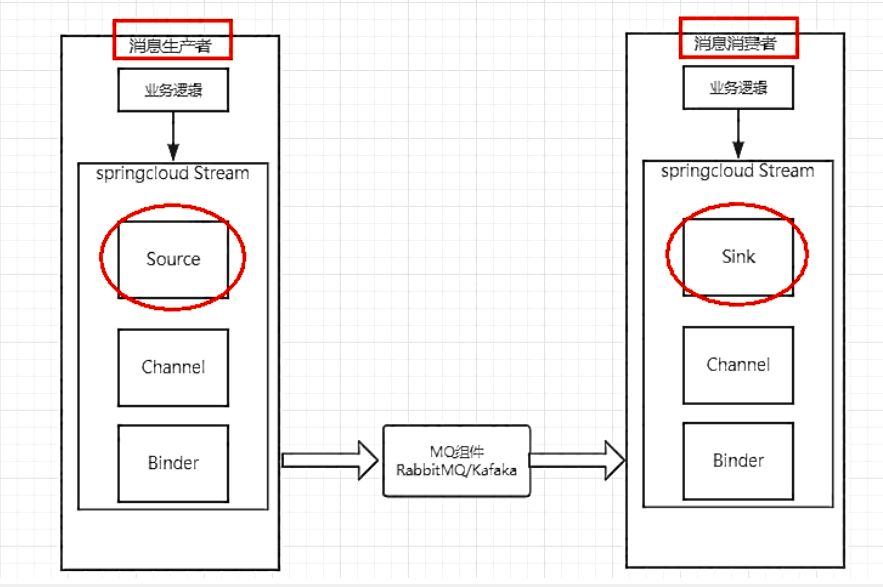 消息生产者
业务逻辑
springcloud Stream
Source
Channel
Binder
MQ组件
RabbitMQ/Kafaka
消息消费者
业务逻辑
springcloud Stream
Sink
Channel
Binder